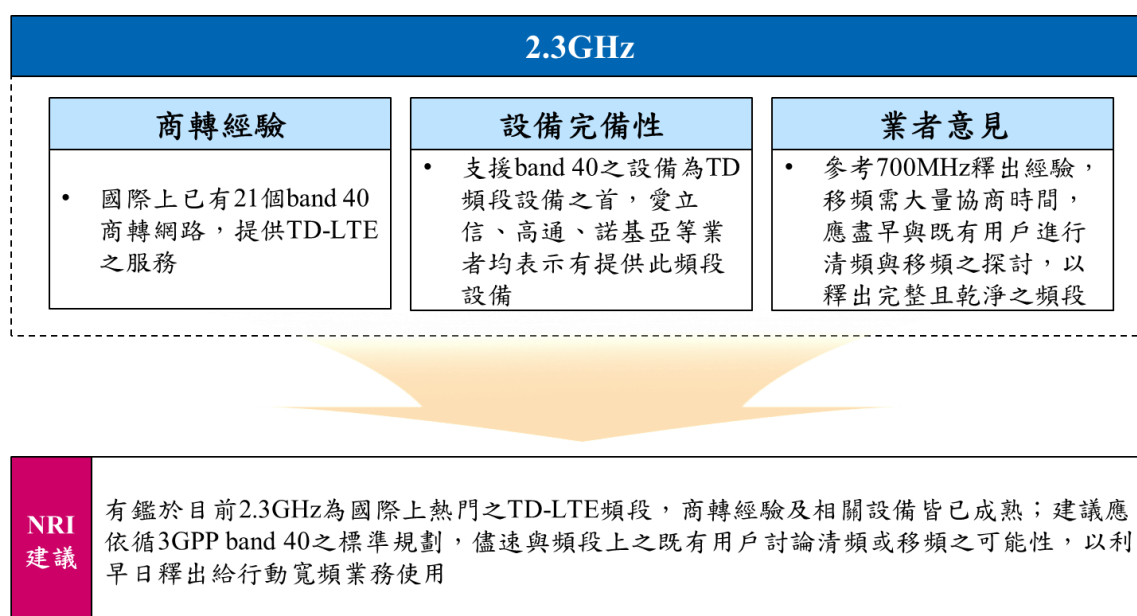 2.3GHz
商轉經驗
• 國際上已有21個band 40
商轉網路，提供TD-LTE
之服務
設備完備性
• 支援band 40之設備為TD
頻段設備之首，愛立
信、高通、諾基亞等業
者均表示有提供此頻段
設備
業者意見
• 參考700MHz釋出經驗，
移頻需大量協商時間，
應盡早與既有用戶進行
清頻與移頻之探討，以
釋出完整且乾淨之頻段
NRI
建議
有鑑於目前2.3GHz為國際上熱門之TD-LTE頻段，商轉經驗及相關設備皆已成熟；建議應
依循3GPP band 40之標準規劃，儘速與頻段上之既有用戶討論清頻或移頻之可能性，以利
早日釋出給行動寬頻業務使用